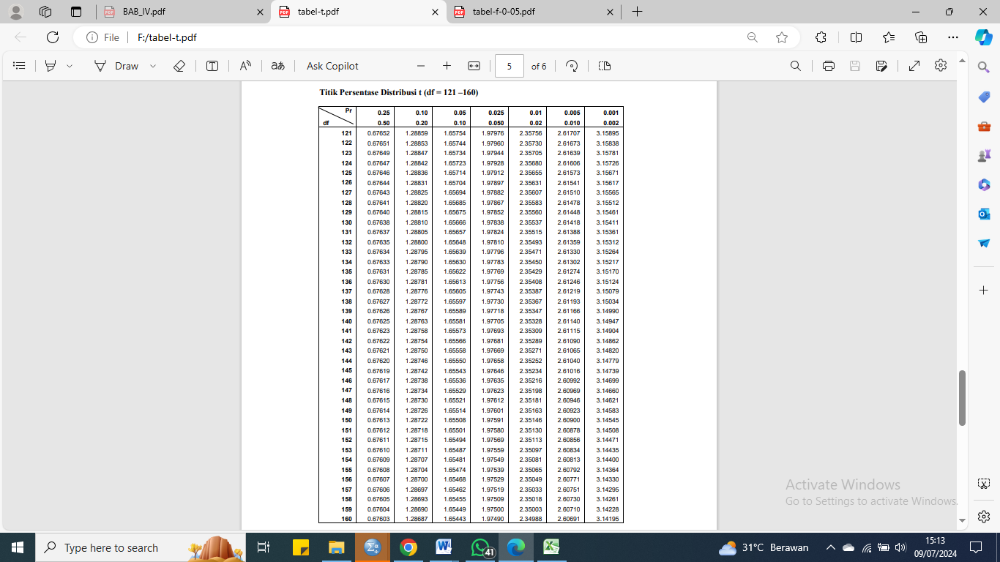 BAB_IV.pdf
tabel-t.pdf
tabel-f-0-05.pdf
File
F:/tabel-t.pdf
Draw
Ask Copilot
5 of 6
Titik Persentase Distribusi t (df = 121 –160)
Pr 0.25 0.10 0.05 0.025 0.01 0.005 0.001
df 0.50 0.20 0.10 0.050 0.02 0.010 0.002
121 0.67652 1.28859 1.65754 1.97976 2.35756 2.61707 3.15895
122 0.67651 1.28853 1.65744 1.97960 2.35730 2.61673 3.15838
123 0.67649 1.28847 1.65734 1.97944 2.35705 2.61639 3.15781
124 0.67647 1.28842 1.65723 1.97928 2.35680 2.61606 3.15726
125 0.67646 1.28836 1.65714 1.97912 2.35655 2.61573 3.15671
126 0.67644 1.28831 1.65704 1.97897 2.35631 2.61541 3.15617
127 0.67643 1.28825 1.65694 1.97882 2.35607 2.61510 3.15565
128 0.67641 1.28820 1.65685 1.97867 2.35583 2.61478 3.15512
129 0.67640 1.28815 1.65675 1.97852 2.35560 2.61448 3.15461
130 0.67638 1.28810 1.65666 1.97838 2.35537 2.61418 3.15411
131 0.67637 1.28805 1.65657 1.97824 2.35515 2.61388 3.15361
132 0.67635 1.28800 1.65648 1.97810 2.35493 2.61359 3.15312
133 0.67634 1.28795 1.65639 1.97796 2.35471 2.61330 3.15264
134 0.67633 1.28790 1.65630 1.97783 2.35450 2.61302 3.15217
135 0.67631 1.28785 1.65622 1.97769 2.35429 2.61274 3.15170
136 0.67630 1.28781 1.65613 1.97756 2.35408 2.61246 3.15124
137 0.67628 1.28776 1.65605 1.97743 2.35387 2.61219 3.15079
138 0.67627 1.28772 1.65597 1.97730 2.35367 2.61193 3.15034
139 0.67626 1.28767 1.65589 1.97718 2.35347 2.61166 3.14990
140 0.67625 1.28763 1.65581 1.97705 2.35328 2.61140 3.14947
141 0.67623 1.28758 1.65573 1.97693 2.35309 2.61115 3.14904
142 0.67622 1.28754 1.65566 1.97681 2.35289 2.61090 3.14862
143 0.67621 1.28750 1.65558 1.97669 2.35271 2.61065 3.14820
144 0.67620 1.28746 1.65550 1.97658 2.35252 2.61040 3.14779
145 0.67619 1.28742 1.65543 1.97646 2.35234 2.61016 3.14739
146 0.67617 1.28738 1.65536 1.97635 2.35216 2.60992 3.14699
147 0.67616 1.28734 1.65529 1.97623 2.35198 2.60969 3.14660
148 0.67615 1.28730 1.65521 1.97612 2.35181 2.60946 3.14621
149 0.67614 1.28726 1.65514 1.97601 2.35163 2.60923 3.14583
150 0.67613 1.28722 1.65508 1.97591 2.35146 2.60900 3.14545
151 0.67612 1.28718 1.65501 1.97580 2.35130 2.60878 3.14508
152 0.67611 1.28715 1.65494 1.97569 2.35113 2.60856 3.14471
153 0.67610 1.28711 1.65487 1.97559 2.35097 2.60834 3.14435
154 0.67609 1.28707 1.65481 1.97549 2.35081 2.60813 3.14400
155 0.67608 1.28704 1.65474 1.97539 2.35065 2.60792 3.14364
156 0.67607 1.28700 1.65468 1.97529 2.35049 2.60771 3.14330
157 0.67606 1.28697 1.65462 1.97519 2.35033 2.60751 3.14295
158 0.67605 1.28693 1.65455 1.97509 2.35018 2.60730 3.14261
159 0.67604 1.28690 1.65449 1.97500 2.35003 2.60710 3.14228
160 0.67603 1.28687 1.65443 1.97490 2.34988 2.60691 3.14195
Activate Windows
Go to Settings to activate Windows.
Type here to search
41
31°C Berawan
15:13
09/07/2024